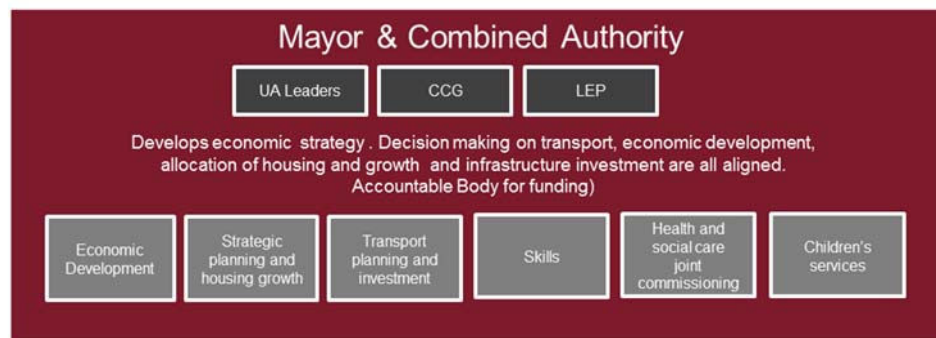 Mayor & Combined Authority
UA Leaders
CCG
LEP
Develops economic strategy . Decision making on transport, economic development,
allocation of housing and growth  and infrastructure investment are all aligned.
Accountable Body for funding)
Economic
Development
Strategic
planning and
housing growth
Transport
planning and
investment
Skills
Health and
social care
joint
commissioning
Children's
services